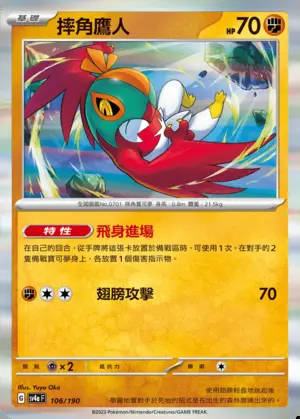 基礎 摔角鷹人 HP 70
全國圖鑑No.0701 摔角寶可夢 身高：0.8m 體重：21.5kg
特性 飛身進場
在自己的回合，從手牌將這張卡放置於備戰區時，可使用1次。在對手的2
隻備戰寶可夢身上，各放置1個傷害指示物。
翅膀攻擊 70
弱點 ×2 抵抗力 撤退
Illus. Yuyo Oka
G sv4a F 106/190
©2023 Pokémon/Nintendo/Creatures/GAME FREAK.